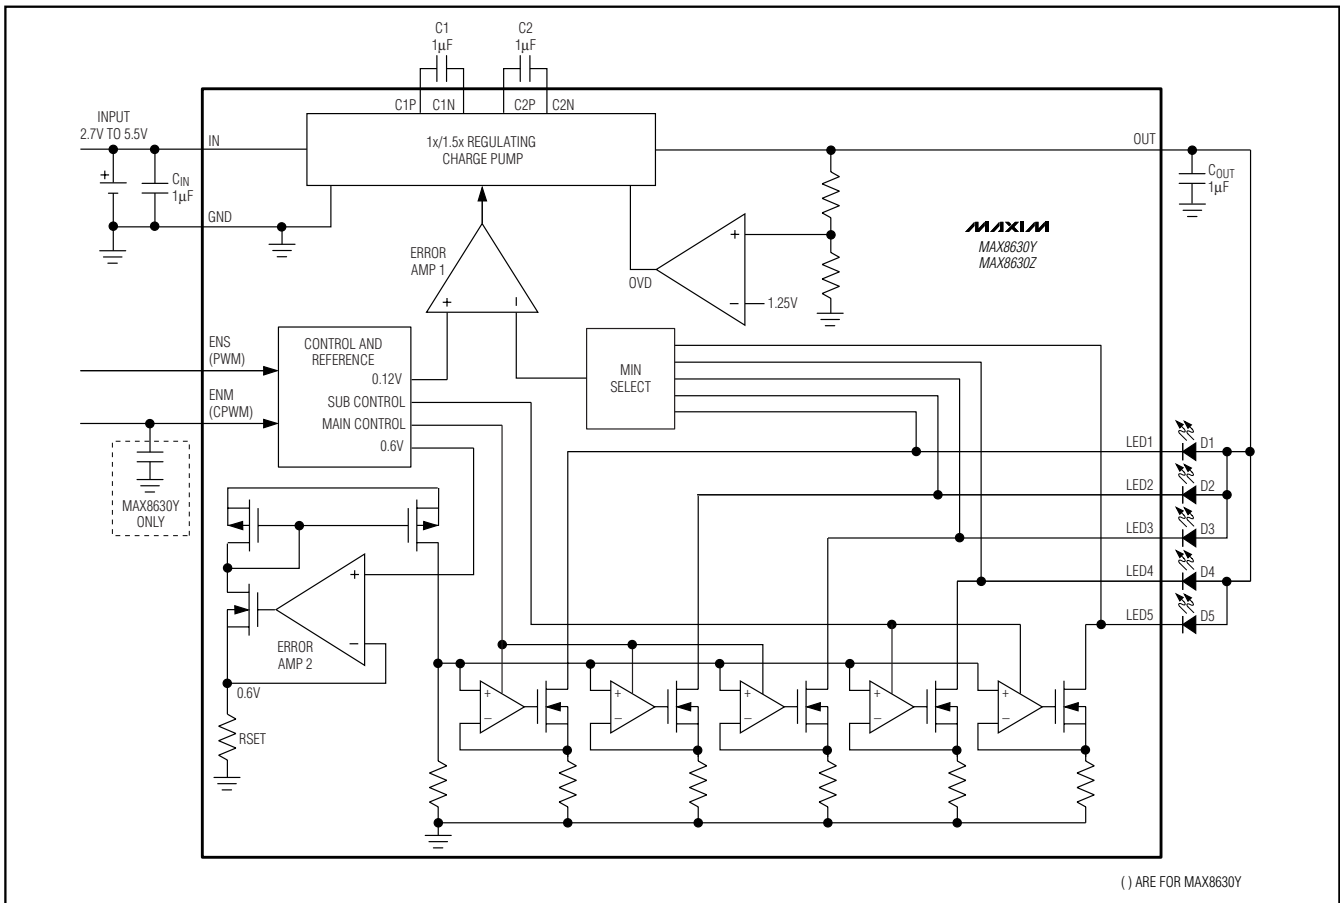 C1
1µF
C2
1µF
C1P
C1N
C2P
C2N
INPUT
2.7V TO 5.5V
IN
1x/1.5x REGULATING
CHARGE PUMP
OUT
CIN
1µF
COUT
1µF
GND
MAXIM
MAX8630Y
MAX8630Z
ERROR
AMP 1
+
–
OVD
+
–
1.25V
ENS
(PWM)
CONTROL AND
REFERENCE
0.12V
SUB CONTROL
MAIN CONTROL
0.6V
MIN
SELECT
ENM
(CPWM)
MAX8630Y
ONLY
LED1
D1
LED2
D2
LED3
D3
LED4
D4
LED5
D5
+
–
ERROR
AMP 2
0.6V
RSET
+
–
+
–
+
–
+
–
+
–
+
( ) ARE FOR MAX8630Y